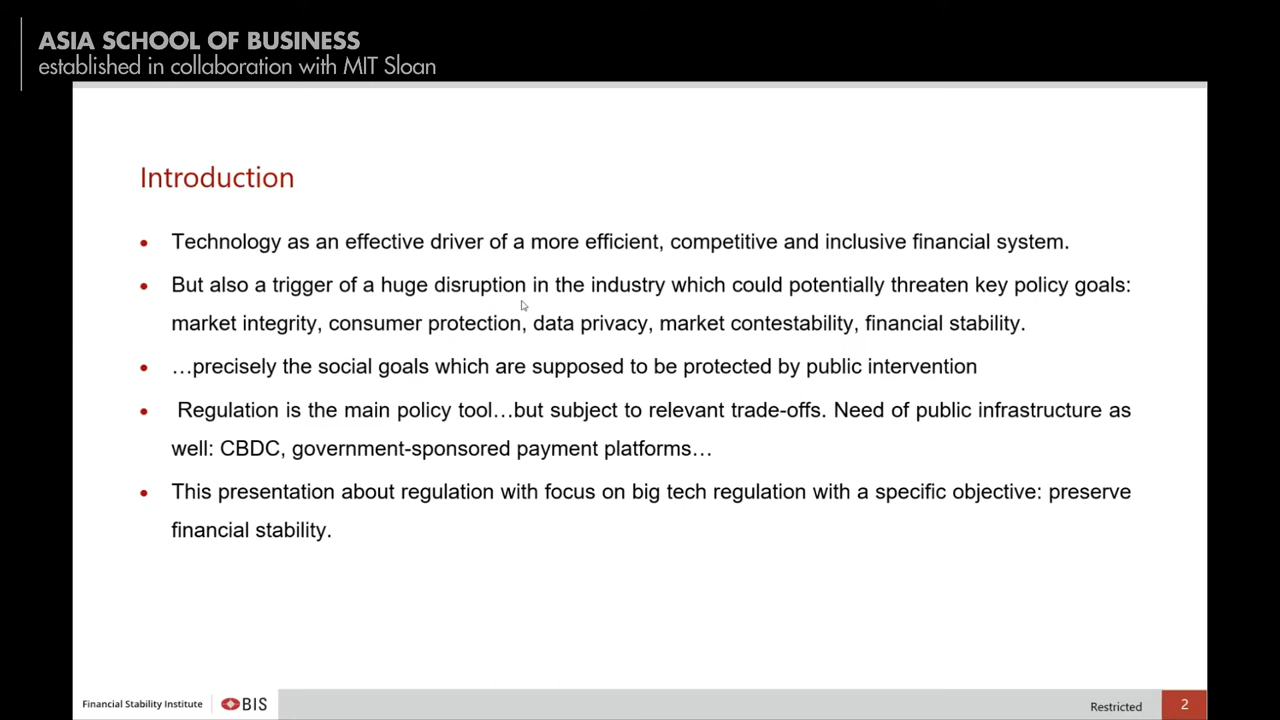 ASIA SCHOOL OF BUSINESS
established in collaboration with MIT Sloan
Introduction
• Technology as an effective driver of a more efficient, competitive and inclusive financial system.
• But also a trigger of a huge disruption in the industry which could potentially threaten key policy goals:
market integrity, consumer protection, data privacy, market contestability, financial stability.
• …precisely the social goals which are supposed to be protected by public intervention
• Regulation is the main policy tool…but subject to relevant trade-offs. Need of public infrastructure as
well: CBDC, government-sponsored payment platforms…
• This presentation about regulation with focus on big tech regulation with a specific objective: preserve
financial stability.
Financial Stability Institute BIS
Restricted 2